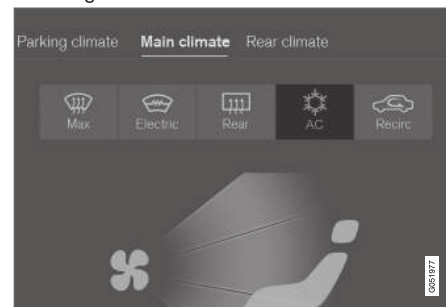 Parking climate Main climate Rear climate
Max Electric Rear AC Recirc
G051977